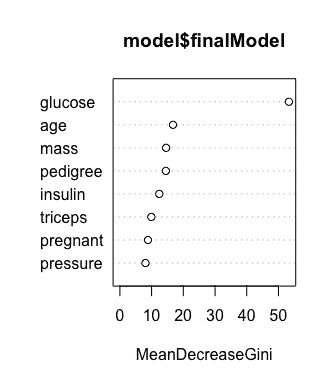 model$finalModel
glucose
age
mass
pedigree
insulin
triceps
pregnant
pressure
0 10 20 30 40 50
MeanDecreaseGini